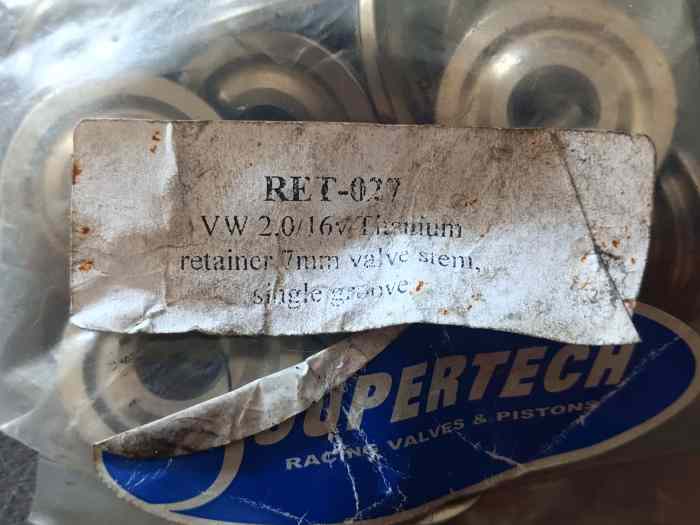 RET-027
VW 2.0/16v Titanium
retainer 7mm valve stem,
single groove.
SUPERTECH
RACING VALVES & PISTONS